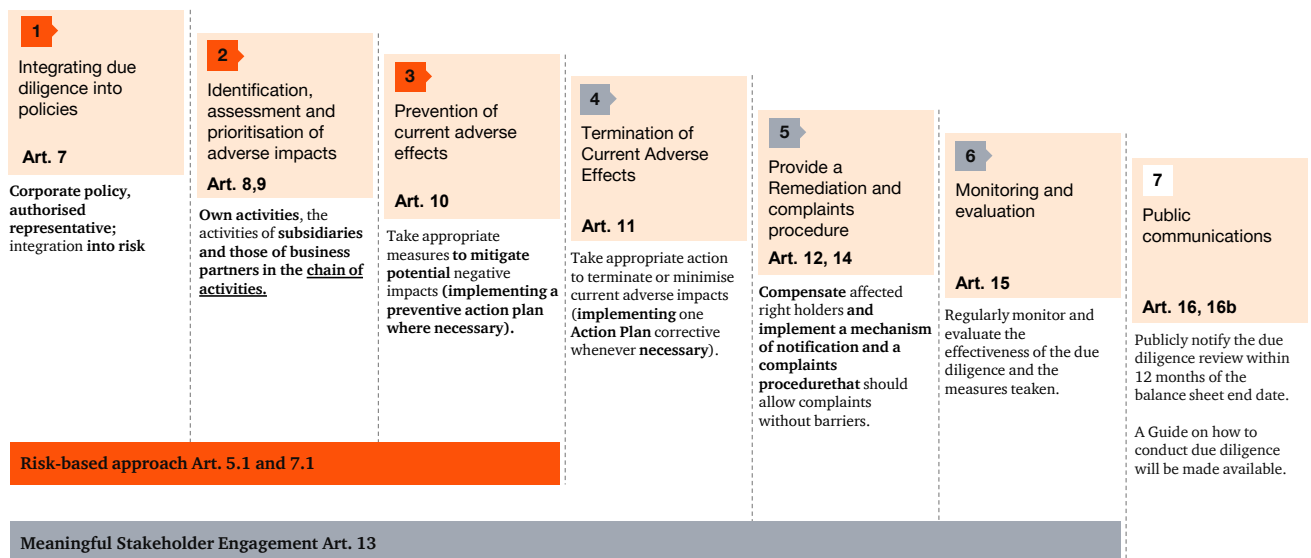 1
Integrating due
diligence into
policies
Art. 7
Corporate policy,
authorised
representative;
integration into risk
2
Identification,
assessment and
prioritisation of
adverse impacts
Art. 8,9
Own activities, the
activities of subsidiaries
and those of business
partners in the chain of
activities.
3
Prevention of
current adverse
effects
Art. 10
Take appropriate
measures to mitigate
potential negative
impacts (implementing a
preventive action plan
where necessary).
4
Termination of
Current Adverse
Effects
Art. 11
Take appropriate action
to terminate or minimise
current adverse impacts
(implementing one
Action Plan corrective
whenever necessary).
5
Provide a
Remediation and
complaints
procedure
Art. 12, 14
Compensate affected
right holders and
implement a mechanism
of notification and a
complaints
procedurethat should
allow complaints
without barriers.
6
Monitoring and
evaluation
Art. 15
Regularly monitor and
evaluate the
effectiveness of the due
diligence and the
measures teaken.
7
Public
communications
Art. 16, 16b
Publicly notify the due
diligence review within
12 months of the
balance sheet end date.
A Guide on how to
conduct due diligence
will be made available.
Risk-based approach Art. 5.1 and 7.1
Meaningful Stakeholder Engagement Art. 13